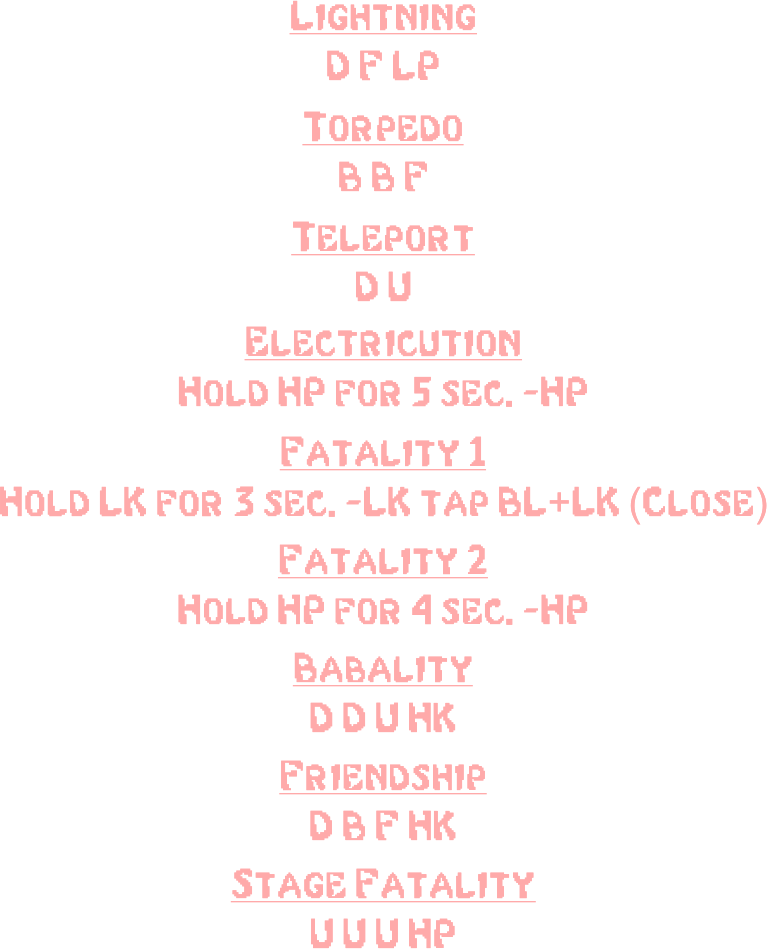 Lightning
D F LP
Torpedo
B B F
Teleport
D U
Electricution
Hold HP for 5 sec. -HP
Fatality 1
Hold LK for 3 sec. -LK tap BL+LK (Close)
Fatality 2
Hold HP for 4 sec. -HP
Babality
D D U HK
Friendship
D B F HK
Stage Fatality
U U U HP